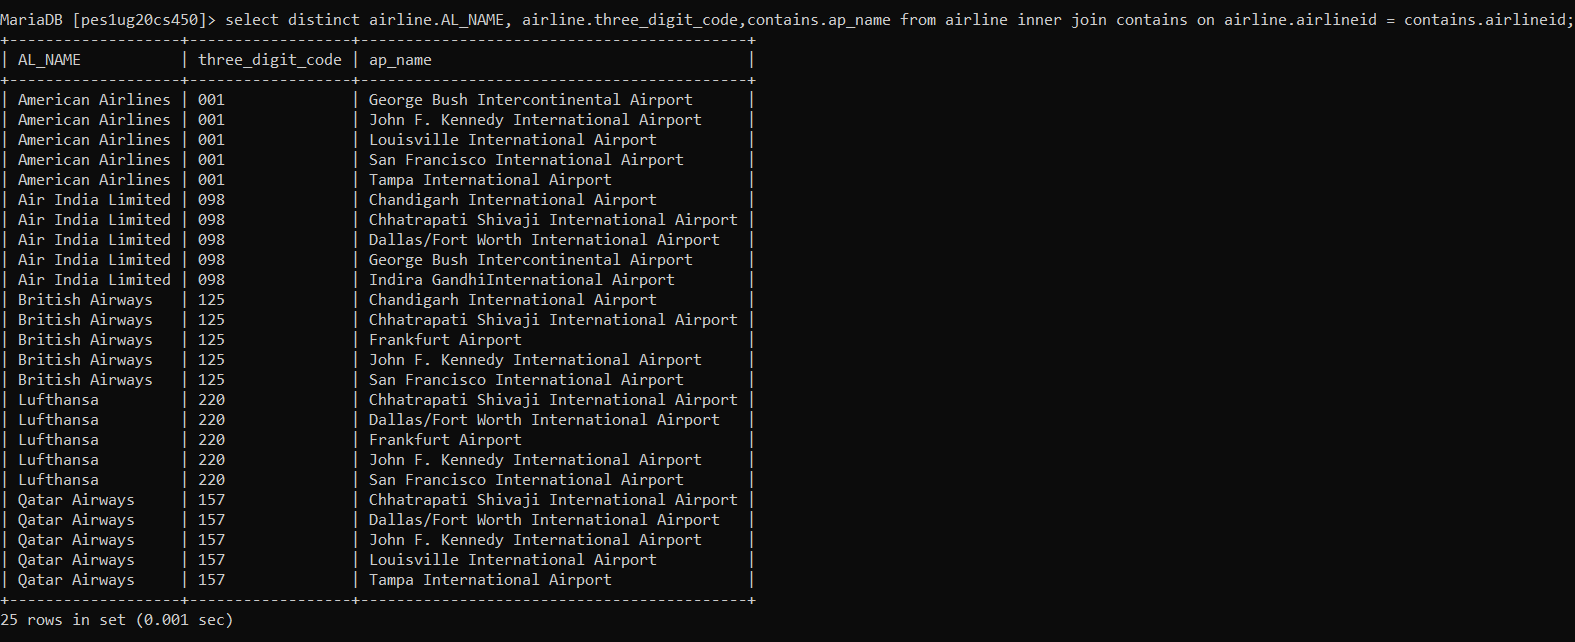 MariaDB [pes1ug20cs450]> select distinct airline.AL_NAME, airline.three_digit_code,contains.ap_name from airline inner join contains on airline.airlineid = contains.airlineid;
+-------------------+------------------+-------------------------------------------+
| AL_NAME           | three_digit_code | ap_name                                   |
+-------------------+------------------+-------------------------------------------+
| American Airlines | 001              | George Bush Intercontinental Airport      |
| American Airlines | 001              | John F. Kennedy International Airport     |
| American Airlines | 001              | Louisville International Airport          |
| American Airlines | 001              | San Francisco International Airport       |
| American Airlines | 001              | Tampa International Airport               |
| Air India Limited | 098              | Chandigarh International Airport          |
| Air India Limited | 098              | Chhatrapati Shivaji International Airport |
| Air India Limited | 098              | Dallas/Fort Worth International Airport   |
| Air India Limited | 098              | George Bush Intercontinental Airport      |
| Air India Limited | 098              | Indira GandhiInternational Airport        |
| British Airways   | 125              | Chandigarh International Airport          |
| British Airways   | 125              | Chhatrapati Shivaji International Airport |
| British Airways   | 125              | Frankfurt Airport                         |
| British Airways   | 125              | John F. Kennedy International Airport     |
| British Airways   | 125              | San Francisco International Airport       |
| Lufthansa         | 220              | Chhatrapati Shivaji International Airport |
| Lufthansa         | 220              | Dallas/Fort Worth International Airport   |
| Lufthansa         | 220              | Frankfurt Airport                         |
| Lufthansa         | 220              | John F. Kennedy International Airport     |
| Lufthansa         | 220              | San Francisco International Airport       |
| Qatar Airways     | 157              | Chhatrapati Shivaji International Airport |
| Qatar Airways     | 157              | Dallas/Fort Worth International Airport   |
| Qatar Airways     | 157              | John F. Kennedy International Airport     |
| Qatar Airways     | 157              | Louisville International Airport          |
| Qatar Airways     | 157              | Tampa International Airport               |
+-------------------+------------------+-------------------------------------------+
25 rows in set (0.001 sec)